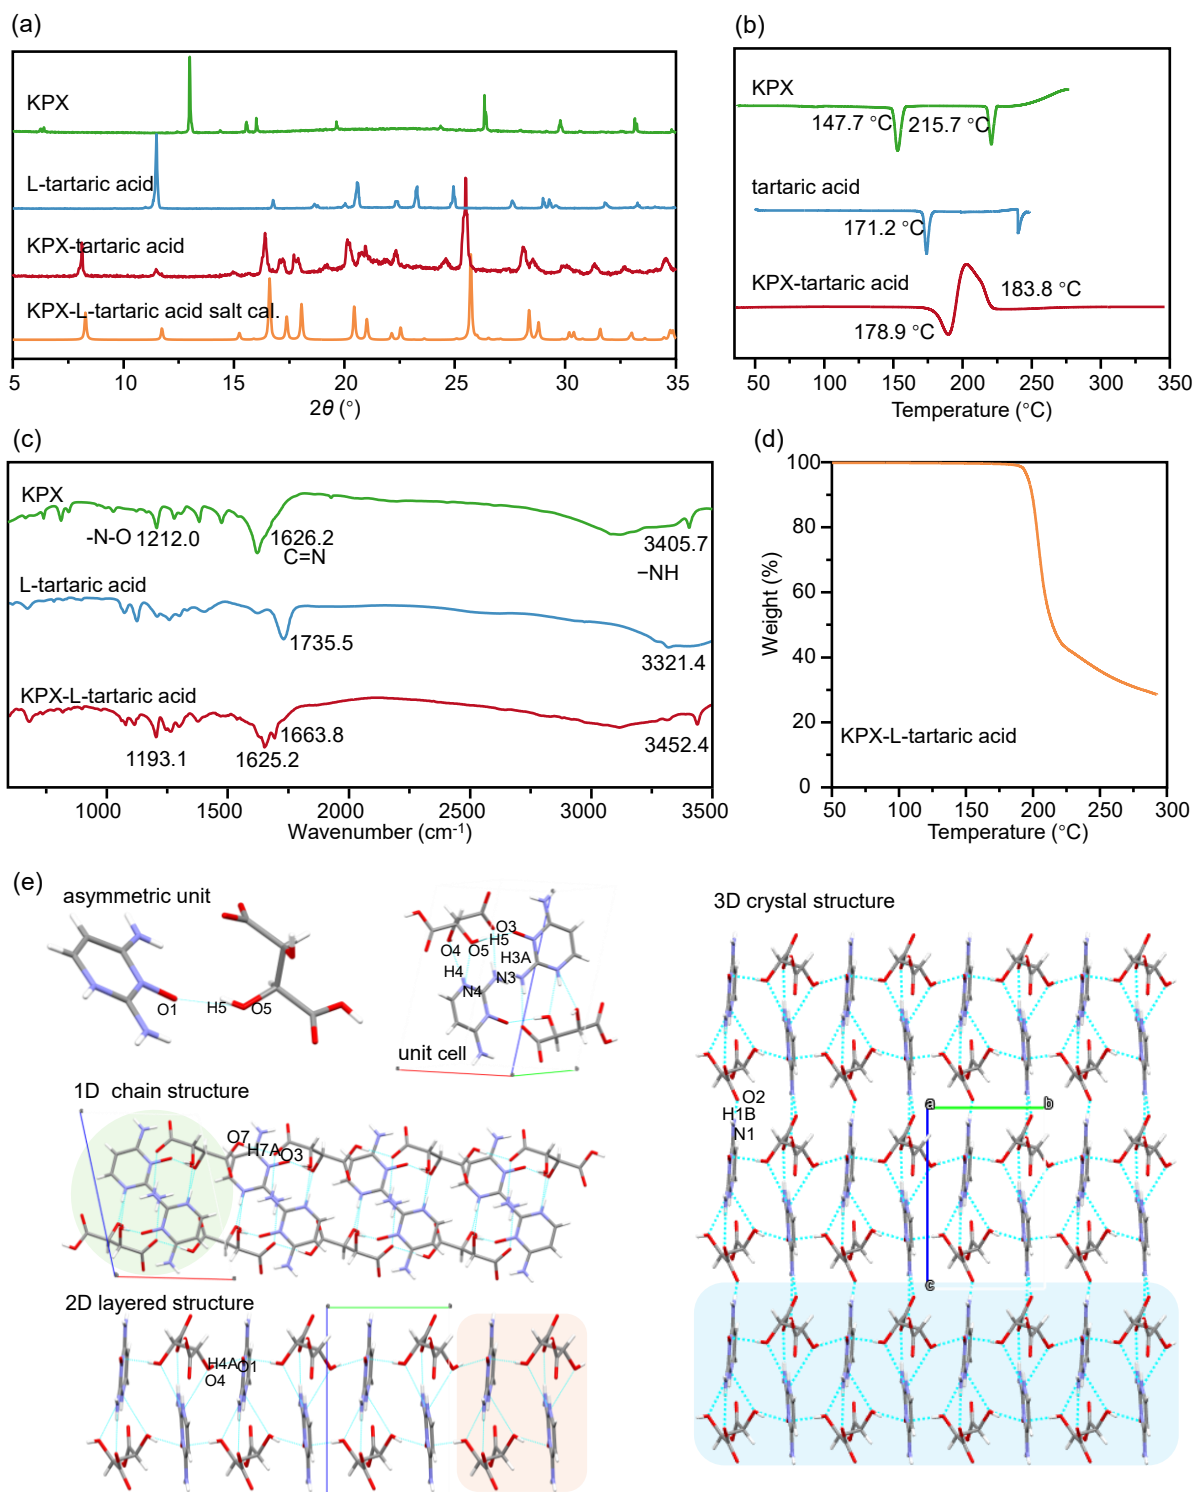 (a)
KPX
L-tartaric acid
KPX-tartaric acid
KPX-L-tartaric acid salt cal.
5 10 15 20 25 30 35
2θ (°)
(b)
KPX
147.7 °C 215.7 °C
tartaric acid
171.2 °C
KPX-tartaric acid
183.8 °C
178.9 °C
50 100 150 200 250 300 350
Temperature (°C)
(c)
KPX
-N-O 1212.0 1626.2 3405.7
C=N
−NH
L-tartaric acid
1735.5 3321.4
KPX-L-tartaric acid
1663.8
1193.1 1625.2 3452.4
1000 1500 2000 2500 3000 3500
Wavenumber (cm⁻¹)
(d)
100
80
60
40
20
0
Weight (%)
KPX-L-tartaric acid
50 100 150 200 250 300
Temperature (°C)
(e)
asymmetric unit
O1 H5 O5
O3
H5
O4 O5
H3A
H4 N3
N4
unit cell
1D chain structure
O7
H7A O3
2D layered structure
H4A O1
O4
3D crystal structure
O2
H1B
N1
a b
c